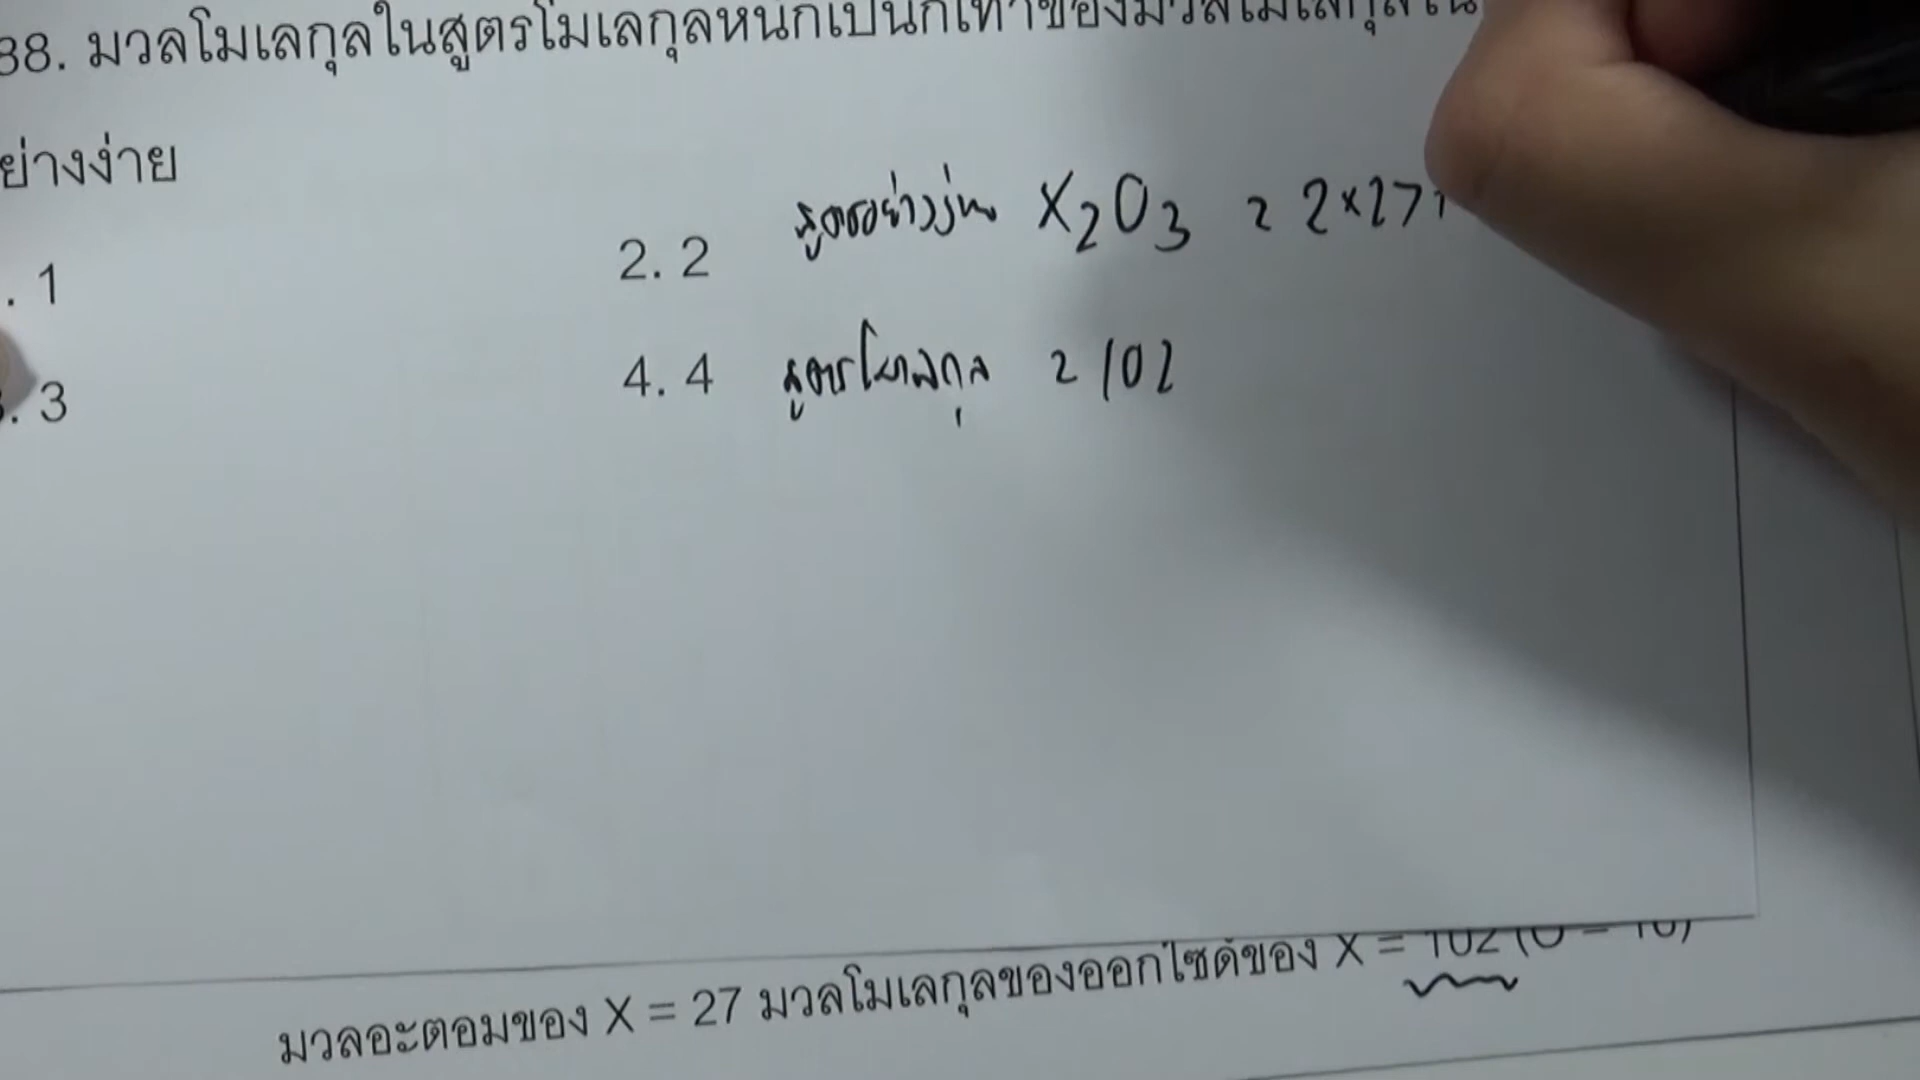 38. มวลโมเลกุลในสูตรโมเลกุลหนักเป็นกี่เท่าของมวลโมเลกุลใน
ย่างง่าย
. 1
2. 2
สูตรอย่างง่าย X2O3 = 2×27+
. 3
4. 4
สูตรโมเลกุล = 102
มวลอะตอมของ X = 27 มวลโมเลกุลของออกไซด์ของ X = 102 (O = 16)